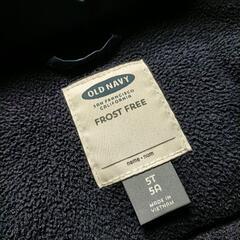 OLD NAVY
SAN FRANCISCO
CALIFORNIA
FROST FREE
name • nom
5T
5A
MADE IN
VIETNAM